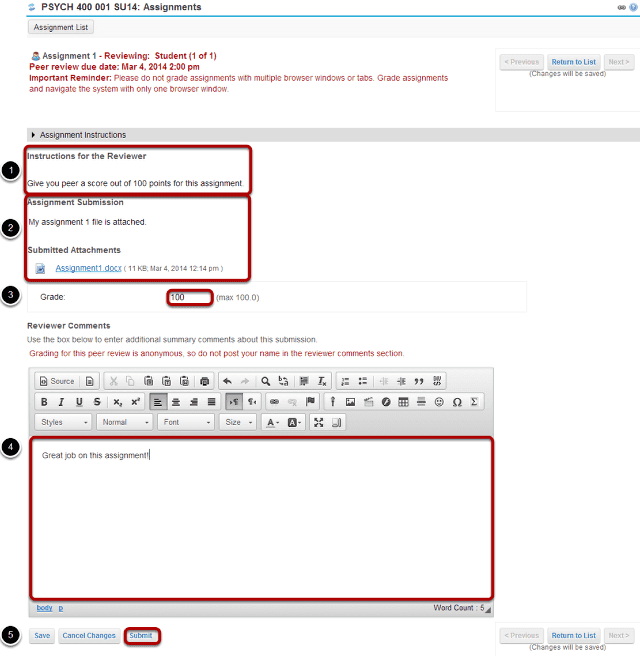 PSYCH 400 001 SU14: Assignments
Assignment List
Assignment 1 - Reviewing: Student (1 of 1)
Peer review due date: Mar 4, 2014 2:00 pm
Important Reminder: Please do not grade assignments with multiple browser windows or tabs. Grade assignments
and navigate the system with only one browser window.
< Previous Return to List Next >
(Changes will be saved)
Assignment Instructions
1
Instructions for the Reviewer
Give you peer a score out of 100 points for this assignment.
2
Assignment Submission
My assignment 1 file is attached.
Submitted Attachments
Assignment1.docx ( 11 KB; Mar 4, 2014 12:14 pm )
3
Grade: 100 (max 100.0)
Reviewer Comments
Use the box below to enter additional summary comments about this submission.
Grading for this peer review is anonymous, so do not post your name in the reviewer comments section.
Source
B I U S x₂ x² Ω Σ
Styles Normal Font Size A A
4
Great job on this assignment!
body p Word Count : 5
5
Save Cancel Changes Submit
< Previous Return to List Next >
(Changes will be saved)